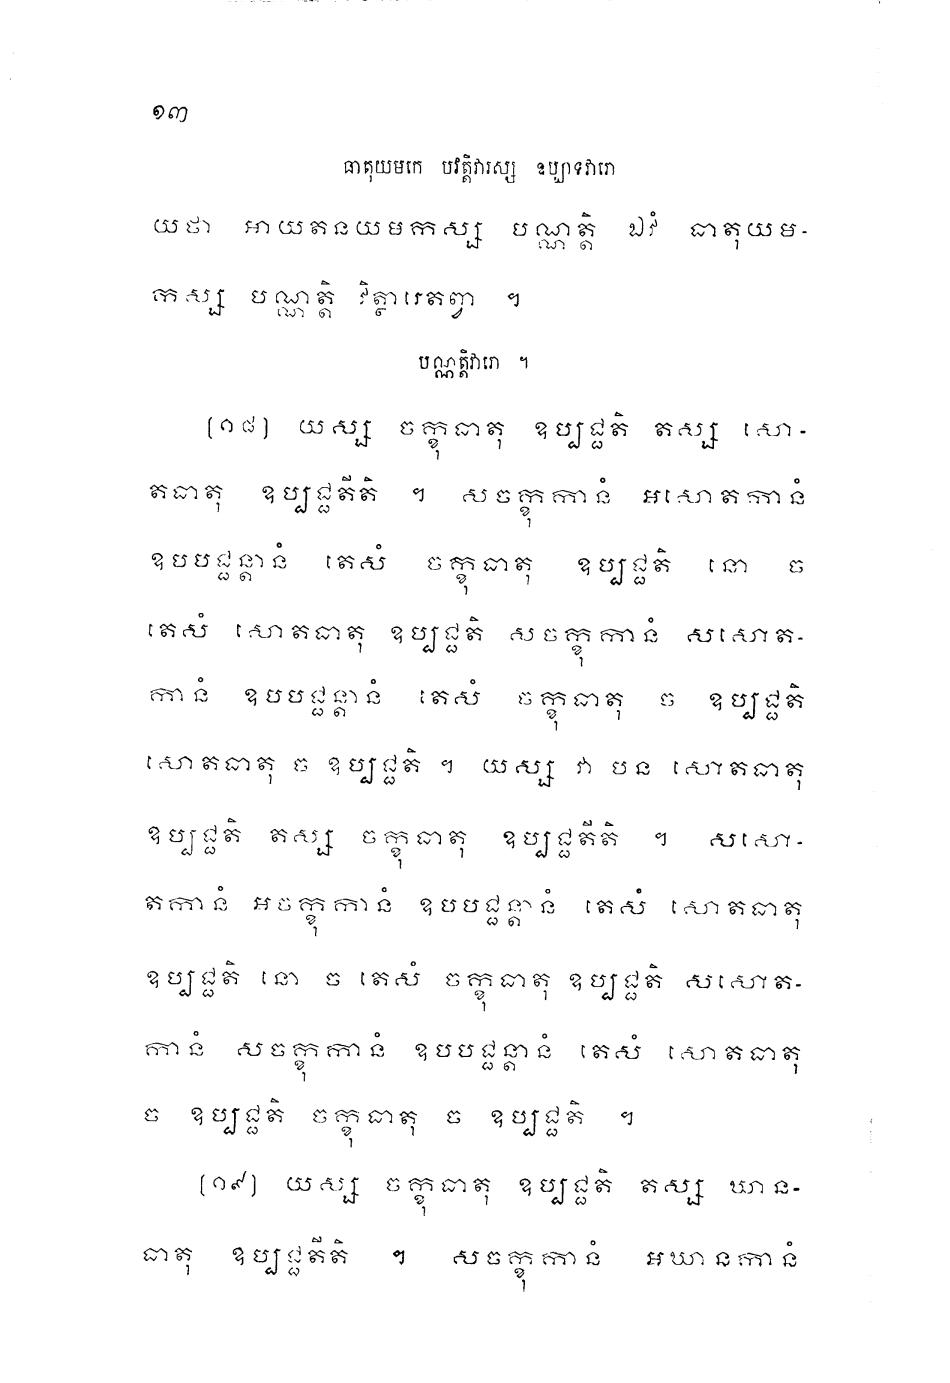 ១៣
ធាតុយមកេ បវត្តិវារស្ស ឧប្បាទវារោ
យថា អាយតនយមកស្ស បណ្ណត្តិ ឯវំ ធាតុយម-
កស្ស បណ្ណត្តិ វិត្ថារេតព្វា ។
បណ្ណត្តិវារោ ។
[១៨] យស្ស ចក្ខុធាតុ ឧប្បជ្ជតិ តស្ស សោ-
តធាតុ ឧប្បជ្ជតីតិ ។ សចក្ខុកានំ អសោតកានំ
ឧបបជ្ជន្តានំ តេសំ ចក្ខុធាតុ ឧប្បជ្ជតិ នោ ច
តេសំ សោតធាតុ ឧប្បជ្ជតិ សចក្ខុកានំ សសោត-
កានំ ឧបបជ្ជន្តានំ តេសំ ចក្ខុធាតុ ច ឧប្បជ្ជតិ
សោតធាតុ ច ឧប្បជ្ជតិ ។ យស្ស វា បន សោតធាតុ
ឧប្បជ្ជតិ តស្ស ចក្ខុធាតុ ឧប្បជ្ជតីតិ ។ សសោ-
តកានំ អចក្ខុកានំ ឧបបជ្ជន្តានំ តេសំ សោតធាតុ
ឧប្បជ្ជតិ នោ ច តេសំ ចក្ខុធាតុ ឧប្បជ្ជតិ សសោត-
កានំ សចក្ខុកានំ ឧបបជ្ជន្តានំ តេសំ សោតធាតុ
ច ឧប្បជ្ជតិ ចក្ខុធាតុ ច ឧប្បជ្ជតិ ។
[១៩] យស្ស ចក្ខុធាតុ ឧប្បជ្ជតិ តស្ស ឃាន-
ធាតុ ឧប្បជ្ជតីតិ ។ សចក្ខុកានំ អឃានកានំ